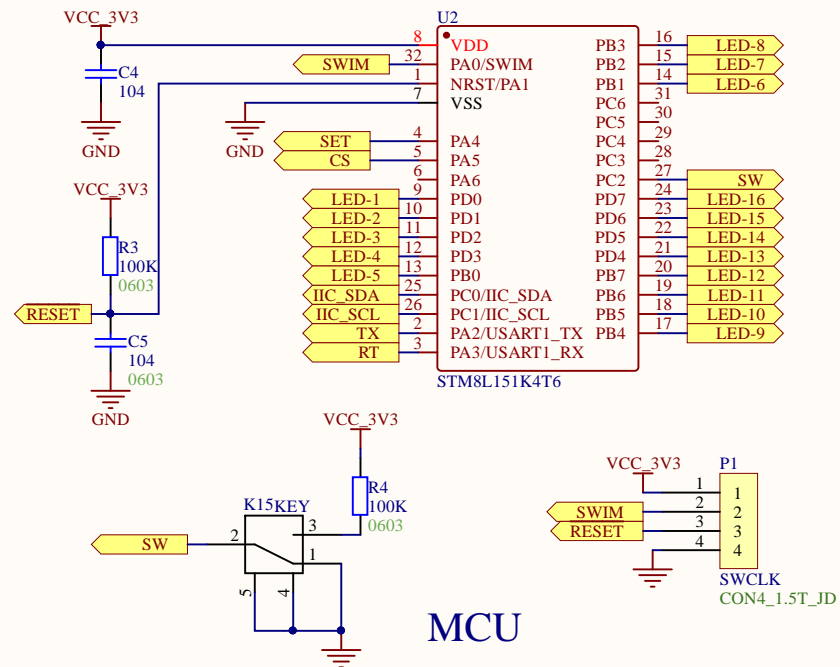 VCC_3V3
C4
104
GND
GND
VCC_3V3
R3
100K
0603
RESET
C5
104
0603
GND
U2
8 VDD
SWIM 32 PA0/SWIM
1 NRST/PA1
7 VSS
SET 4 PA4
CS 5 PA5
6 PA6
LED-1 9 PD0
LED-2 10 PD1
LED-3 11 PD2
LED-4 12 PD3
LED-5 13 PB0
IIC_SDA 25 PC0/IIC_SDA
IIC_SCL 26 PC1/IIC_SCL
TX 2 PA2/USART1_TX
RT 3 PA3/USART1_RX
PB3 16 LED-8
PB2 15 LED-7
PB1 14 LED-6
PC6 31
PC5 30
PC4 29
PC3 28
PC2 27 SW
PD7 24 LED-16
PD6 23 LED-15
PD5 22 LED-14
PD4 21 LED-13
PB7 20 LED-12
PB6 19 LED-11
PB5 18 LED-10
PB4 17 LED-9
STM8L151K4T6
VCC_3V3
R4
100K
0603
K15KEY
SW 2
3
1
5
4
MCU
VCC_3V3
P1
1 1
SWIM 2 2
RESET 3 3
4 4
SWCLK
CON4_1.5T_JD